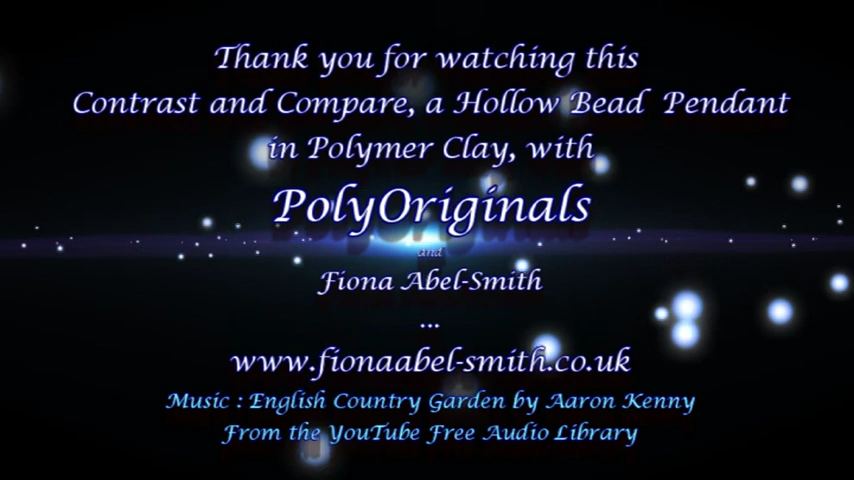 Thank you for watching this
Contrast and Compare, a Hollow Bead Pendant
in Polymer Clay, with
PolyOriginals
and
Fiona Abel-Smith
...
www.fionaabel-smith.co.uk
Music : English Country Garden by Aaron Kenny
From the YouTube Free Audio Library